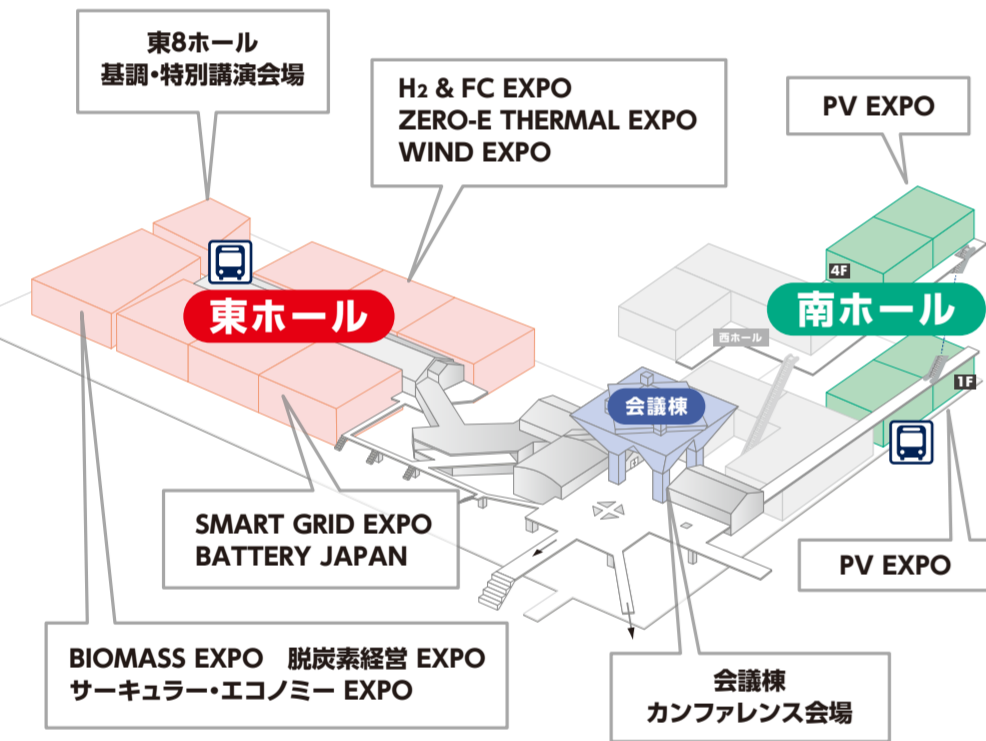 東8ホール
基調・特別講演会場
H₂ & FC EXPO
ZERO-E THERMAL EXPO
WIND EXPO
PV EXPO
4F
東ホール
南ホール
西ホール
1F
会議棟
SMART GRID EXPO
BATTERY JAPAN
PV EXPO
BIOMASS EXPO 脱炭素経営 EXPO
サーキュラー・エコノミー EXPO
会議棟
カンファレンス会場